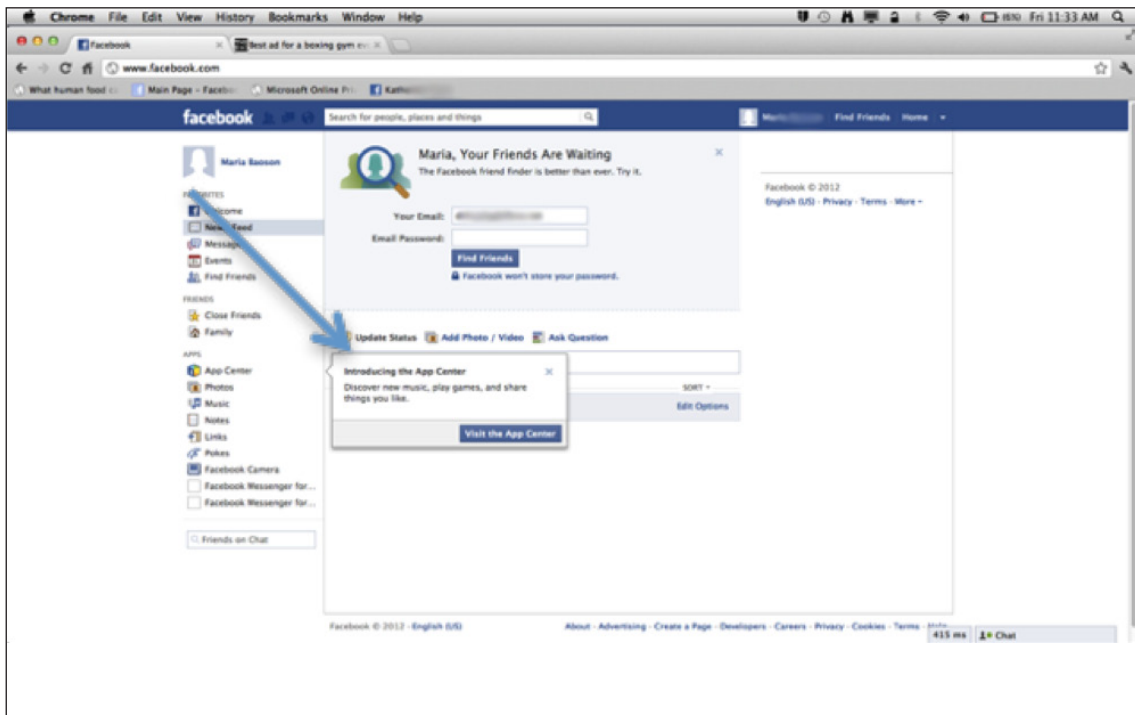 Chrome File Edit View History Bookmarks Window Help
Fri 11:33 AM
Facebook
Best ad for a boxing gym
www.facebook.com
What human food
Main Page - Facebo
Microsoft Online Pri
facebook
Search for people, places and things
Find Friends
Home
Maria
FAVORITES
Welcome
News Feed
Messages
Events
Find Friends
FRIENDS
Close Friends
Family
APPS
App Center
Photos
Music
Notes
Links
Pokes
Facebook Camera
Facebook Messenger for...
Facebook Messenger for...
Friends on Chat
Maria, Your Friends Are Waiting
The Facebook friend finder is better than ever. Try it.
Your Email:
Email Password:
Find Friends
Facebook won't store your password.
Update Status
Add Photo / Video
Ask Question
Introducing the App Center
Discover new music, play games, and share
things you like.
Visit the App Center
SORT
Edit Options
Facebook © 2012
English (US) · Privacy · Terms · More
Facebook © 2012 · English (US)
About · Advertising · Create a Page · Developers · Careers · Privacy · Cookies · Terms · Help
415 ms
Chat